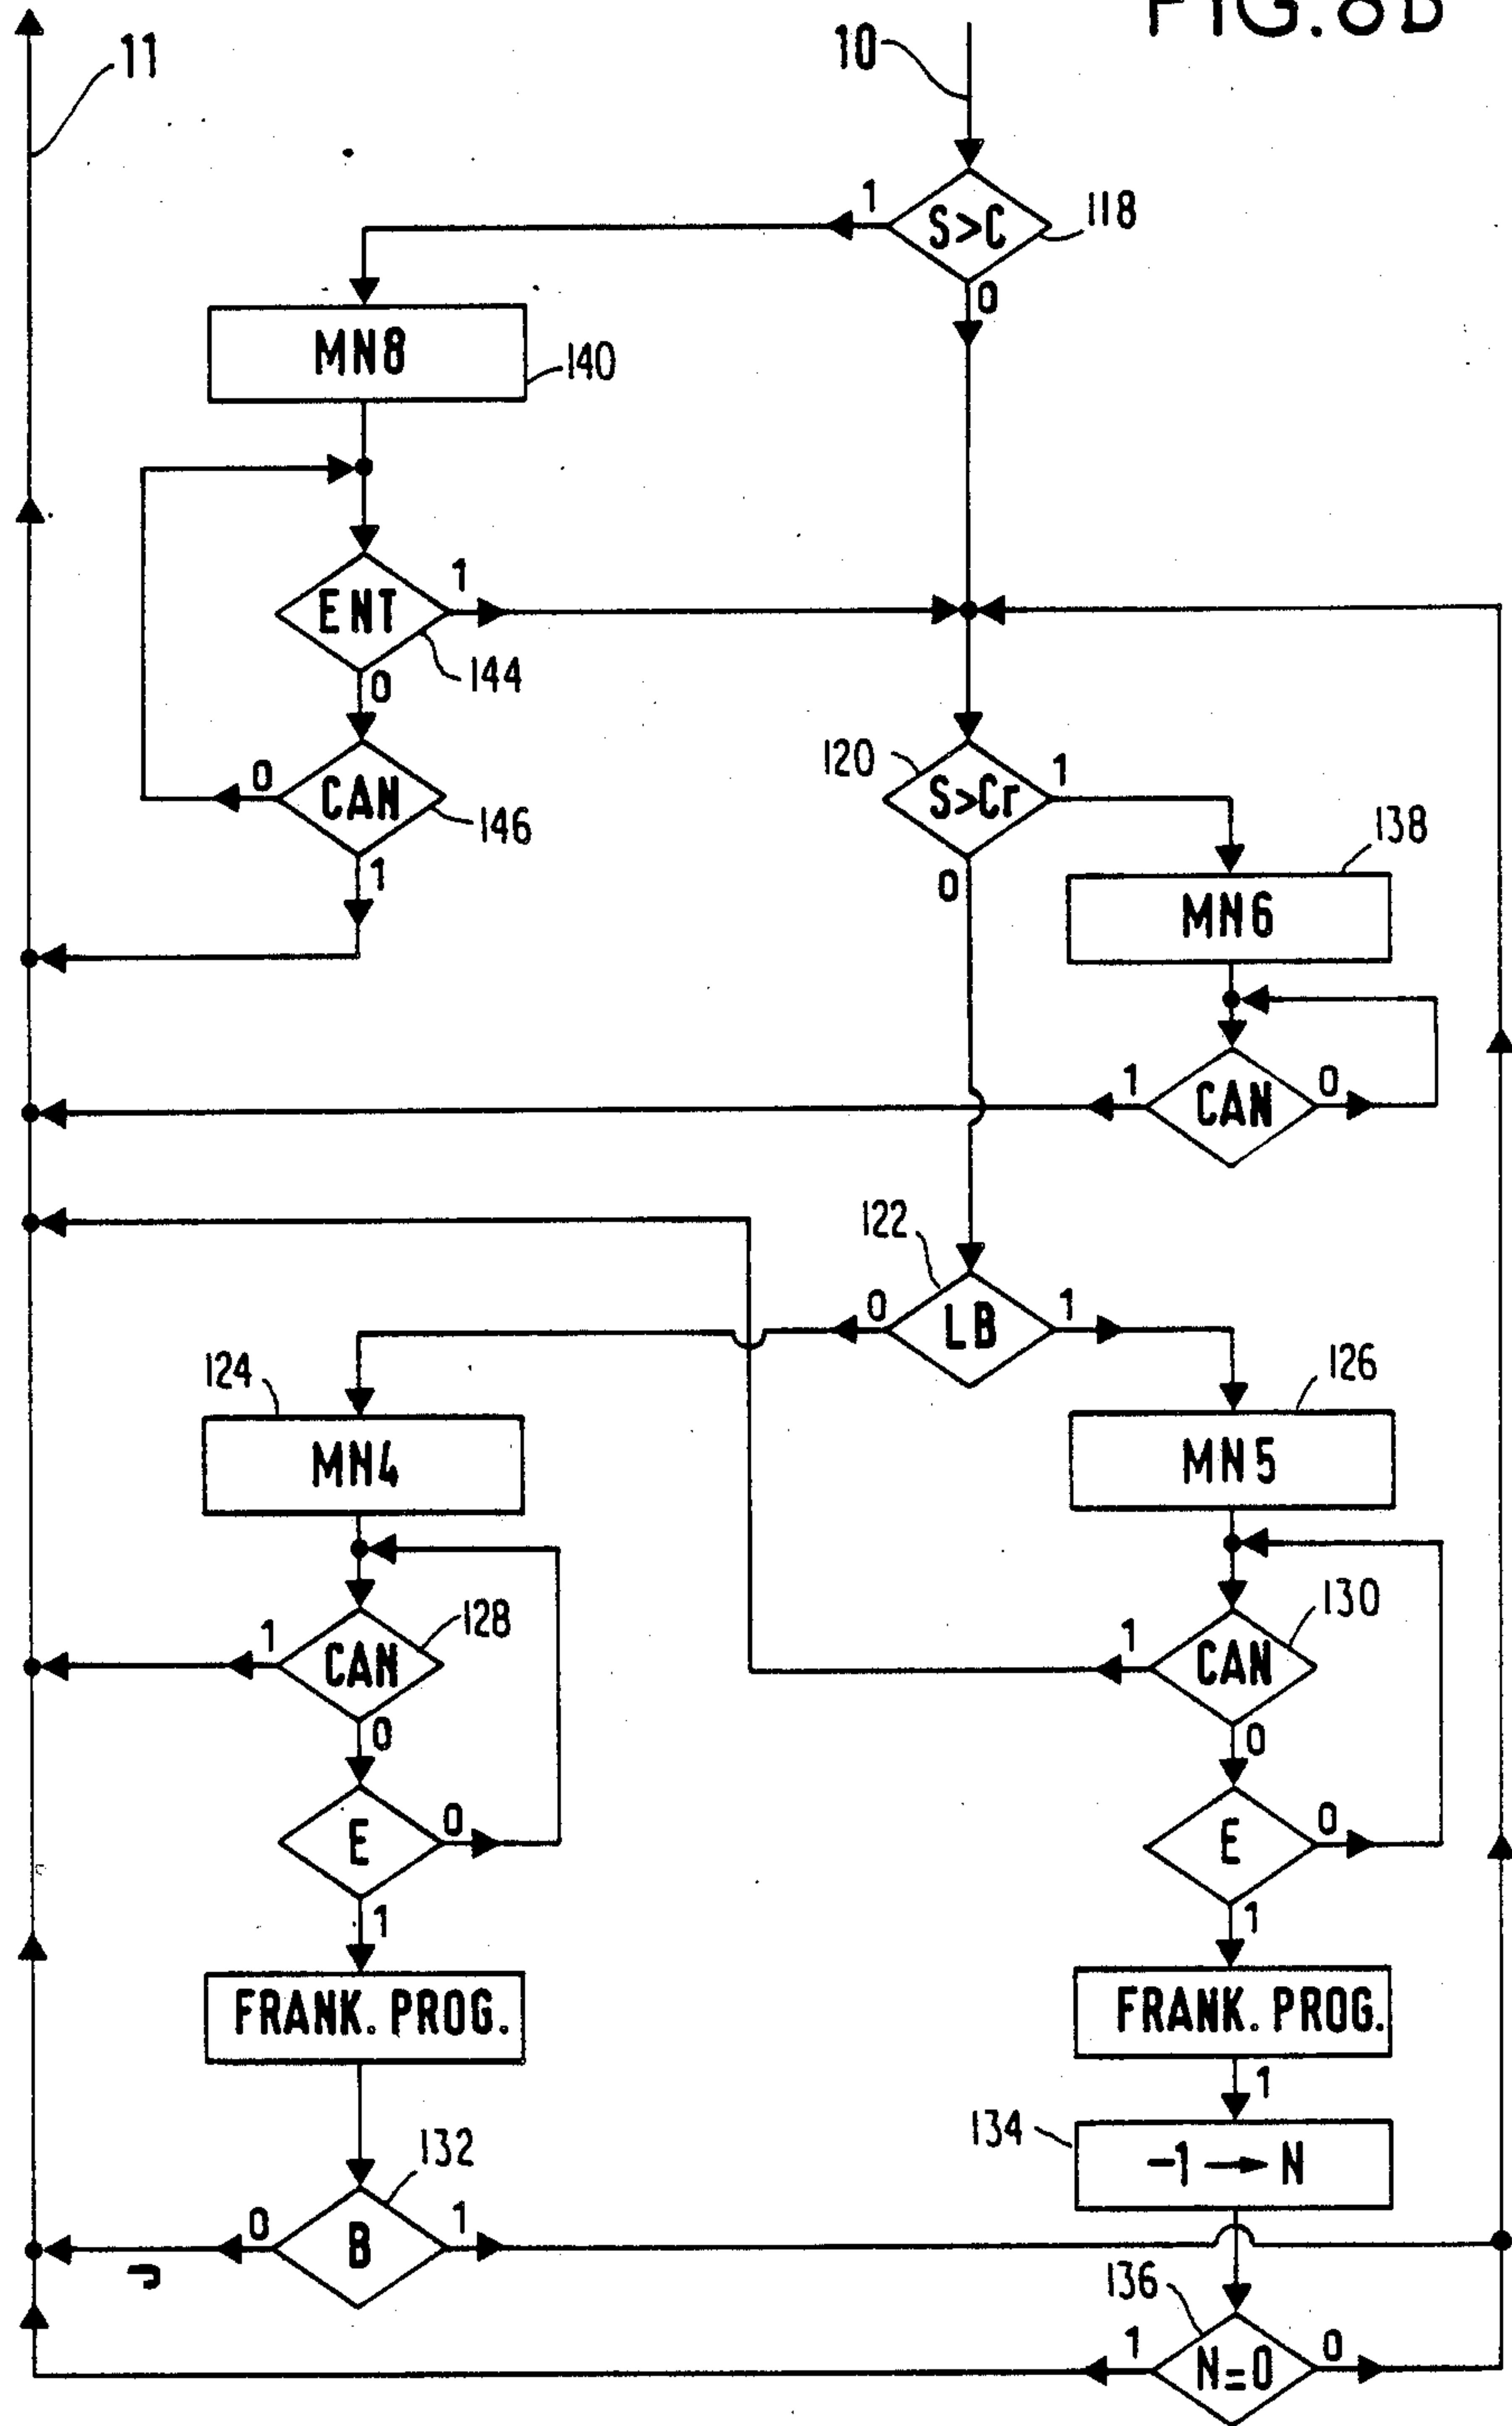 FIG. 8B
11
10
1
S>C
118
0
MN8
140
ENT
1
144
0
0
CAN
146
1
120
S>Cr
1
0
138
MN6
1
CAN
0
122
0
LB
1
124
MN4
126
MN5
1
CAN
128
0
1
CAN
130
0
E
0
1
E
0
1
FRANK. PROG.
FRANK. PROG.
1
134
-1 → N
132
0
B
1
136
1
N=0
0